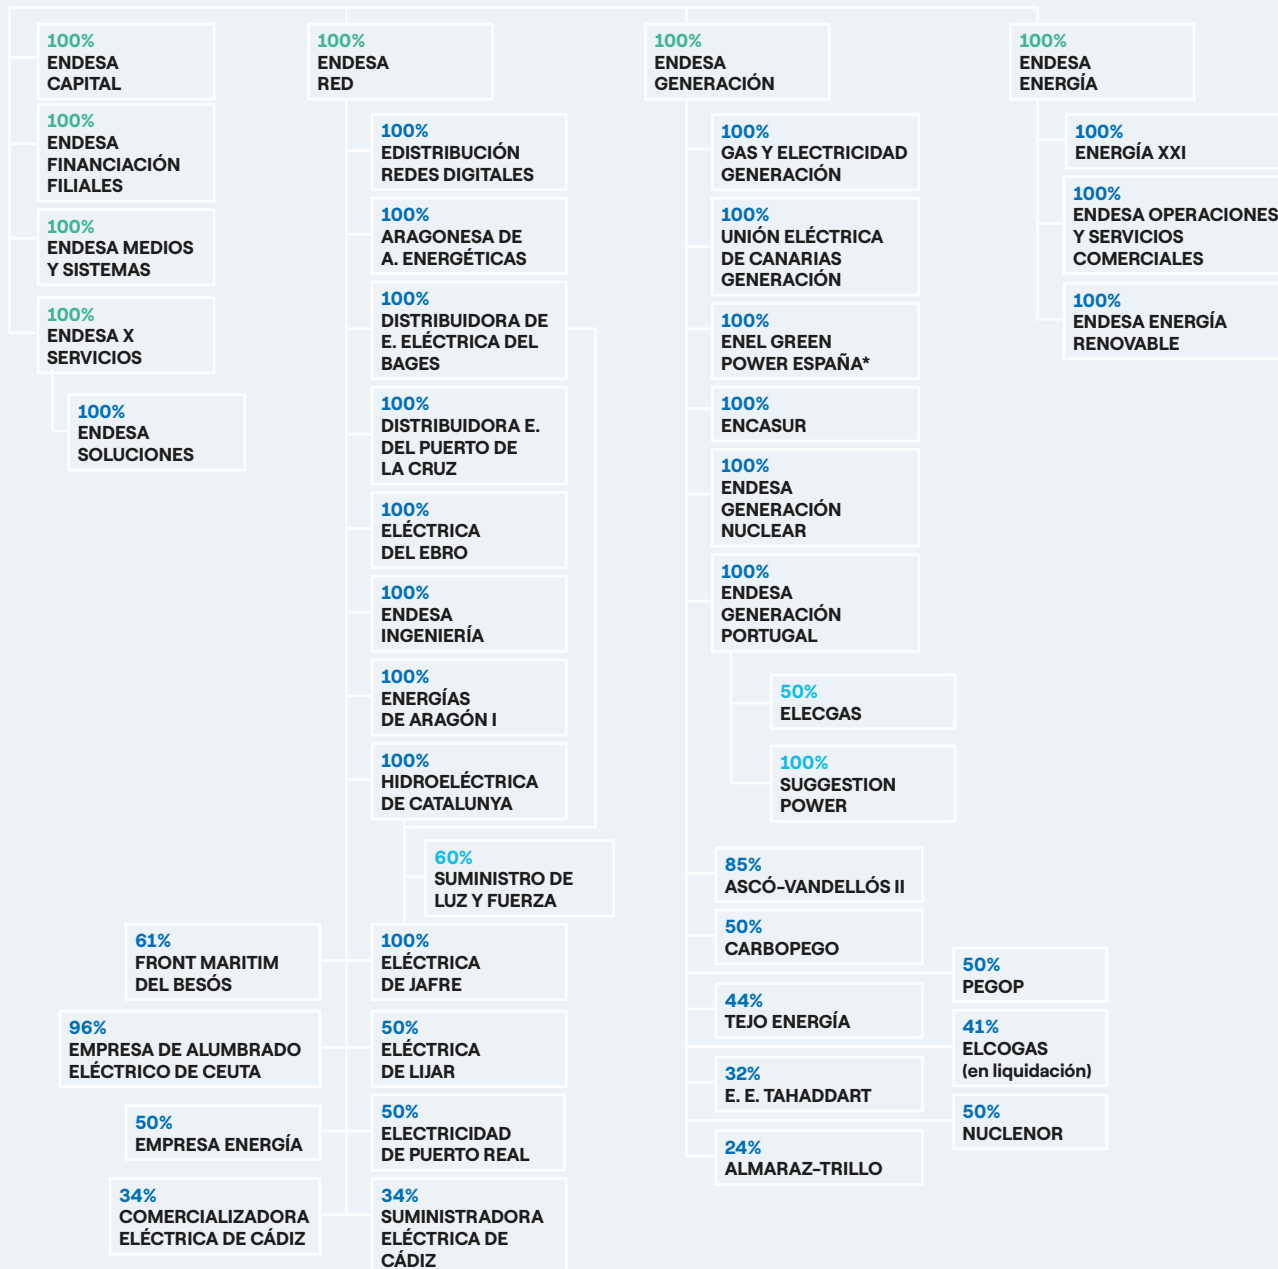 100%
ENDESA
CAPITAL
100%
ENDESA
FINANCIACIÓN
FILIALES
100%
ENDESA MEDIOS
Y SISTEMAS
100%
ENDESA X
SERVICIOS
100%
ENDESA
SOLUCIONES
100%
ENDESA
RED
100%
EDISTRIBUCIÓN
REDES DIGITALES
100%
ARAGONESA DE
A. ENERGÉTICAS
100%
DISTRIBUIDORA DE
E. ELÉCTRICA DEL
BAGES
100%
DISTRIBUIDORA E.
DEL PUERTO DE
LA CRUZ
100%
ELÉCTRICA
DEL EBRO
100%
ENDESA
INGENIERÍA
100%
ENERGÍAS
DE ARAGÓN I
100%
HIDROELÉCTRICA
DE CATALUNYA
60%
SUMINISTRO DE
LUZ Y FUERZA
61%
FRONT MARITIM
DEL BESÓS
100%
ELÉCTRICA
DE JAFRE
96%
EMPRESA DE ALUMBRADO
ELÉCTRICO DE CEUTA
50%
ELÉCTRICA
DE LIJAR
50%
EMPRESA ENERGÍA
50%
ELECTRICIDAD
DE PUERTO REAL
34%
COMERCIALIZADORA
ELÉCTRICA DE CÁDIZ
34%
SUMINISTRADORA
ELÉCTRICA DE
CÁDIZ
100%
ENDESA
GENERACIÓN
100%
GAS Y ELECTRICIDAD
GENERACIÓN
100%
UNIÓN ELÉCTRICA
DE CANARIAS
GENERACIÓN
100%
ENEL GREEN
POWER ESPAÑA*
100%
ENCASUR
100%
ENDESA
GENERACIÓN
NUCLEAR
100%
ENDESA
GENERACIÓN
PORTUGAL
50%
ELECGAS
100%
SUGGESTION
POWER
85%
ASCÓ-VANDELLÓS II
50%
CARBOPEGO
50%
PEGOP
44%
TEJO ENERGÍA
41%
ELCOGAS
(en liquidación)
32%
E. E. TAHADDART
50%
NUCLENOR
24%
ALMARAZ-TRILLO
100%
ENDESA
ENERGÍA
100%
ENERGÍA XXI
100%
ENDESA OPERACIONES
Y SERVICIOS
COMERCIALES
100%
ENDESA ENERGÍA
RENOVABLE